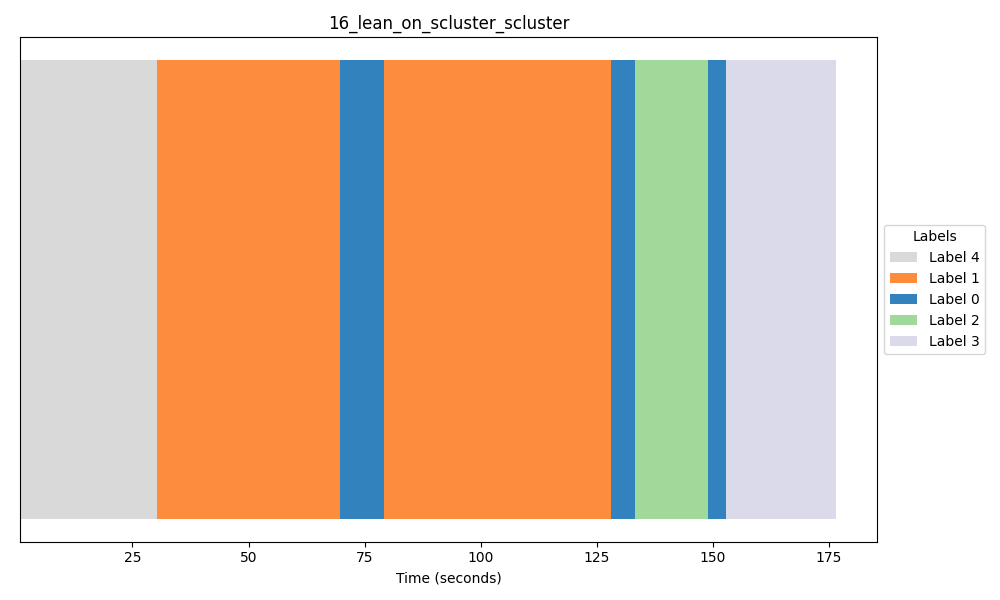 16_lean_on_scluster_scluster
Labels
Label 4
Label 1
Label 0
Label 2
Label 3
25 50 75 100 125 150 175
Time (seconds)